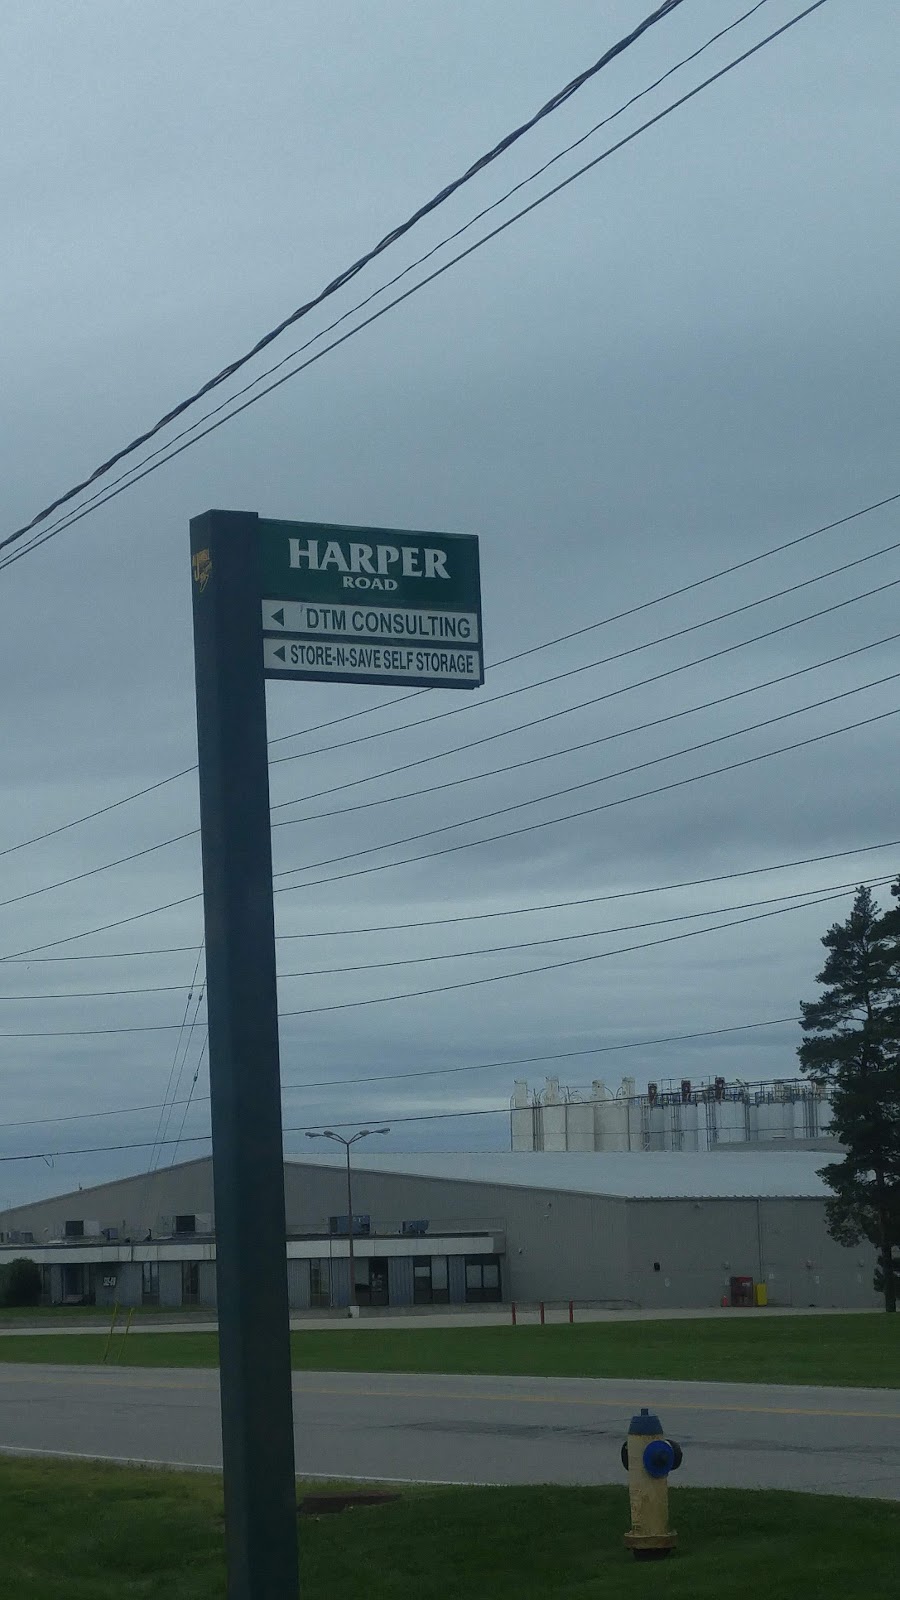 HARPER
ROAD
DTM CONSULTING
STORE-N-SAVE SELF STORAGE